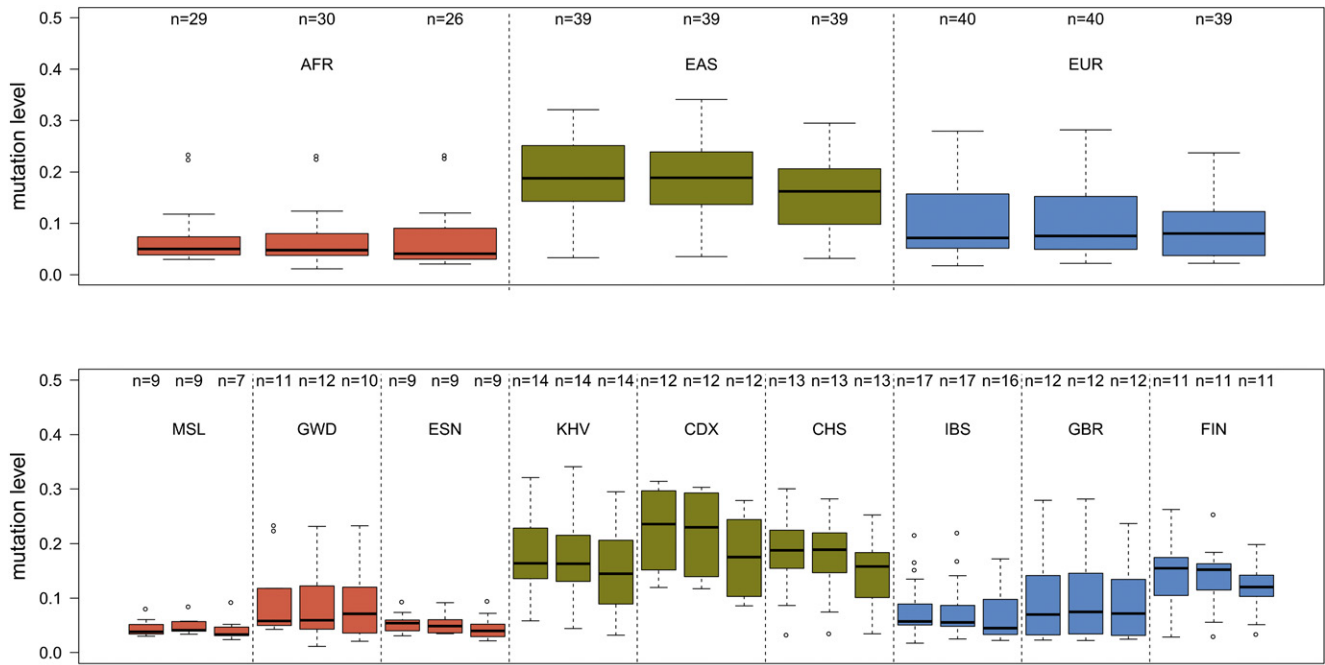 0.5 n=29 n=30 n=26 n=39 n=39 n=39 n=40 n=40 n=39
0.4 AFR EAS EUR
0.3
0.2
0.1
0.0
mutation level
0.5 n=9 n=9 n=7 n=11 n=12 n=10 n=9 n=9 n=9 n=14 n=14 n=14 n=12 n=12 n=12 n=13 n=13 n=13 n=17 n=17 n=16 n=12 n=12 n=12 n=11 n=11 n=11
0.4 MSL GWD ESN KHV CDX CHS IBS GBR FIN
0.3
0.2
0.1
0.0
mutation level